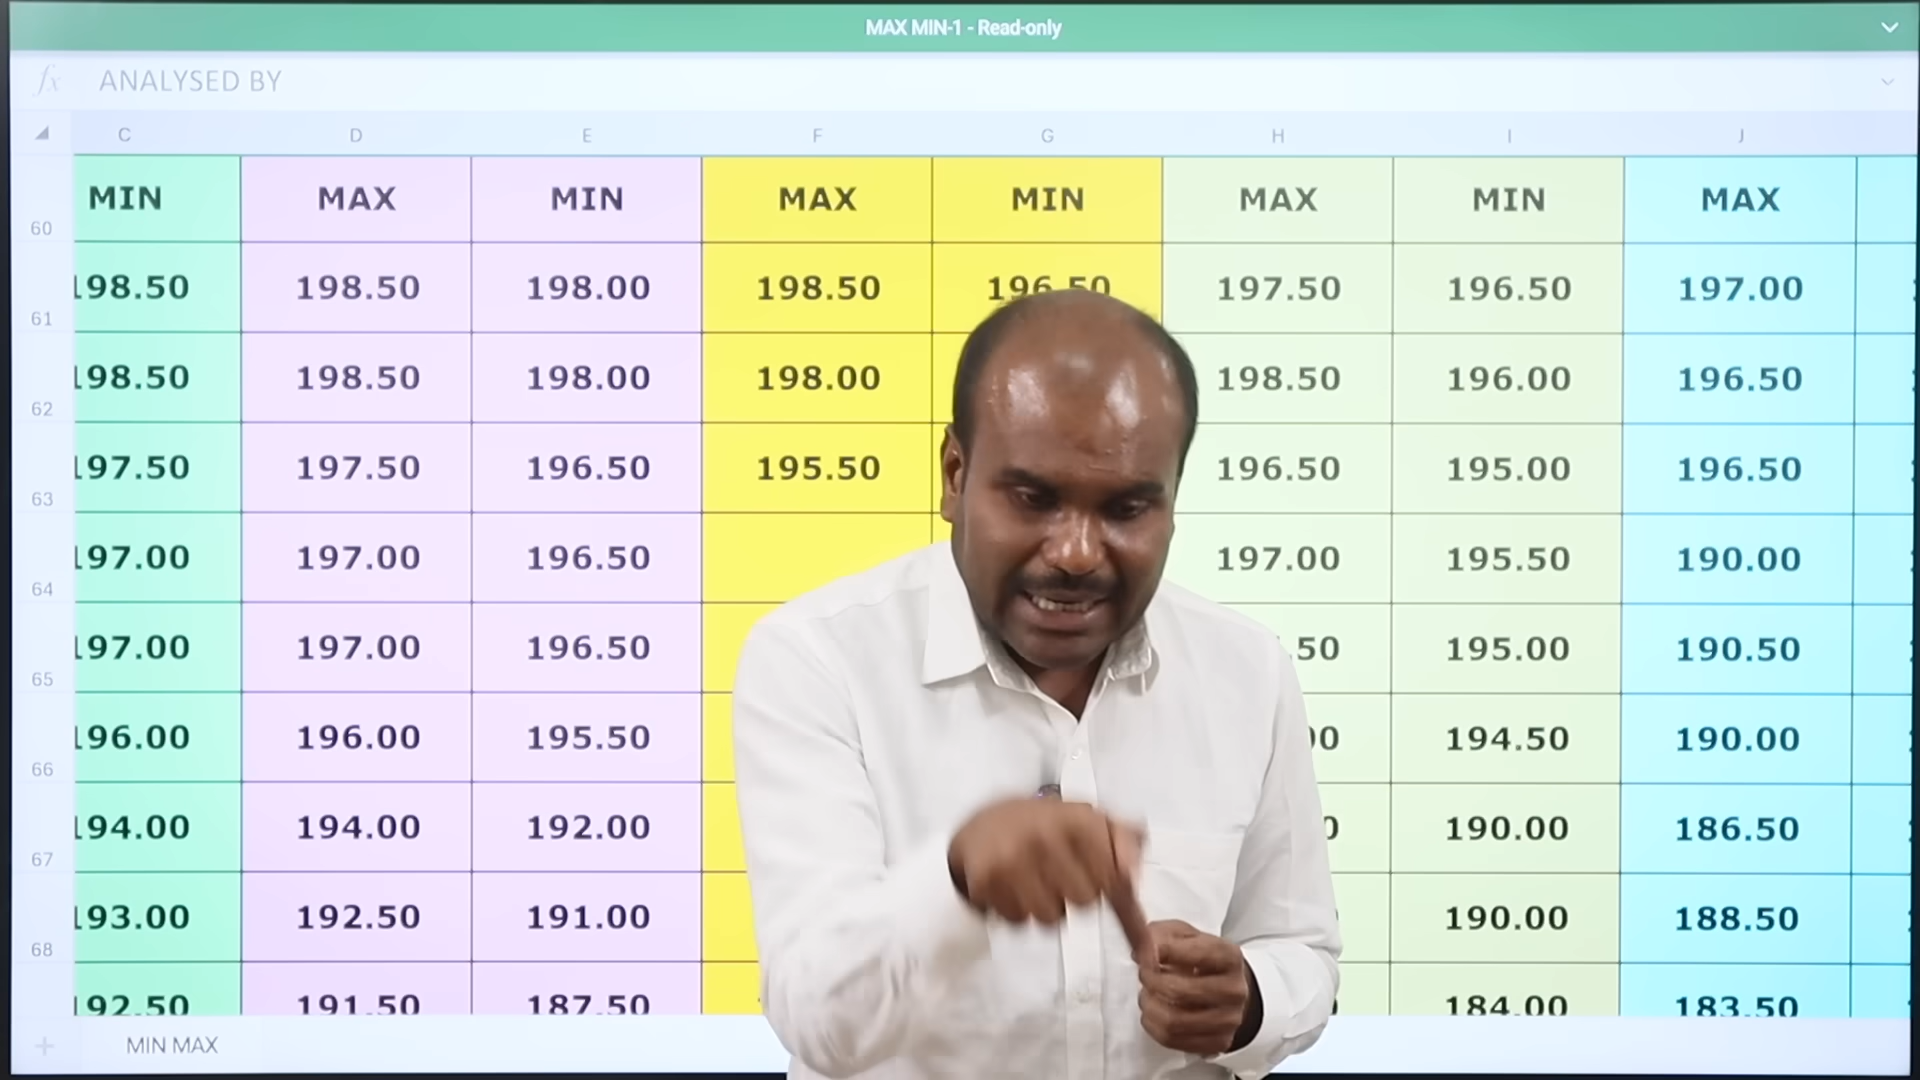 MAX MIN-1 - Read-only
fx ANALYSED BY
C D E F G H I J
60 MIN MAX MIN MAX MIN MAX MIN MAX
61 198.50 198.50 198.00 198.50 196.50 197.50 196.50 197.00
62 198.50 198.50 198.00 198.00 198.50 196.00 196.50
63 197.50 197.50 196.50 195.50 196.50 195.00 196.50
64 197.00 197.00 196.50 197.00 195.50 190.00
65 197.00 197.00 196.50 .50 195.00 190.50
66 196.00 196.00 195.50 194.50 190.00
67 194.00 194.00 192.00 190.00 186.50
68 193.00 192.50 191.00 190.00 188.50
192.50 191.50 187.50 184.00 183.50
+ MIN MAX